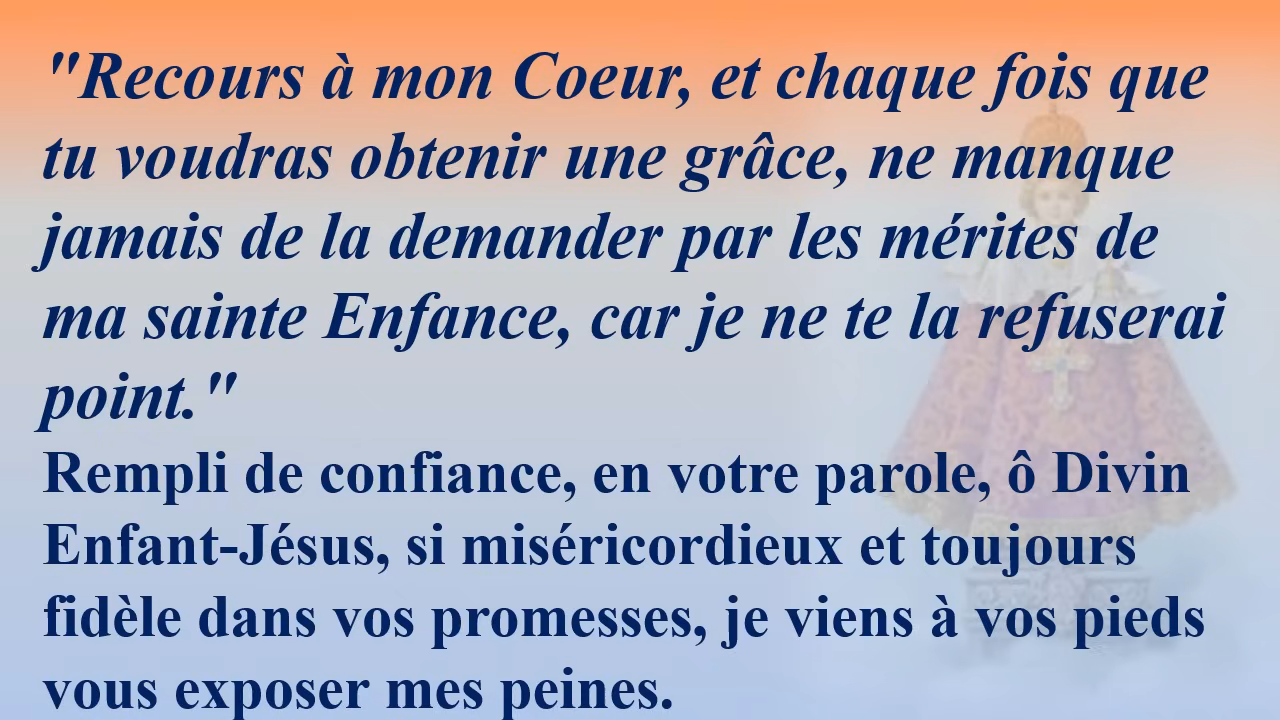 "Recours à mon Coeur, et chaque fois que
tu voudras obtenir une grâce, ne manque
jamais de la demander par les mérites de
ma sainte Enfance, car je ne te la refuserai
point."
Rempli de confiance, en votre parole, ô Divin
Enfant-Jésus, si miséricordieux et toujours
fidèle dans vos promesses, je viens à vos pieds
vous exposer mes peines.